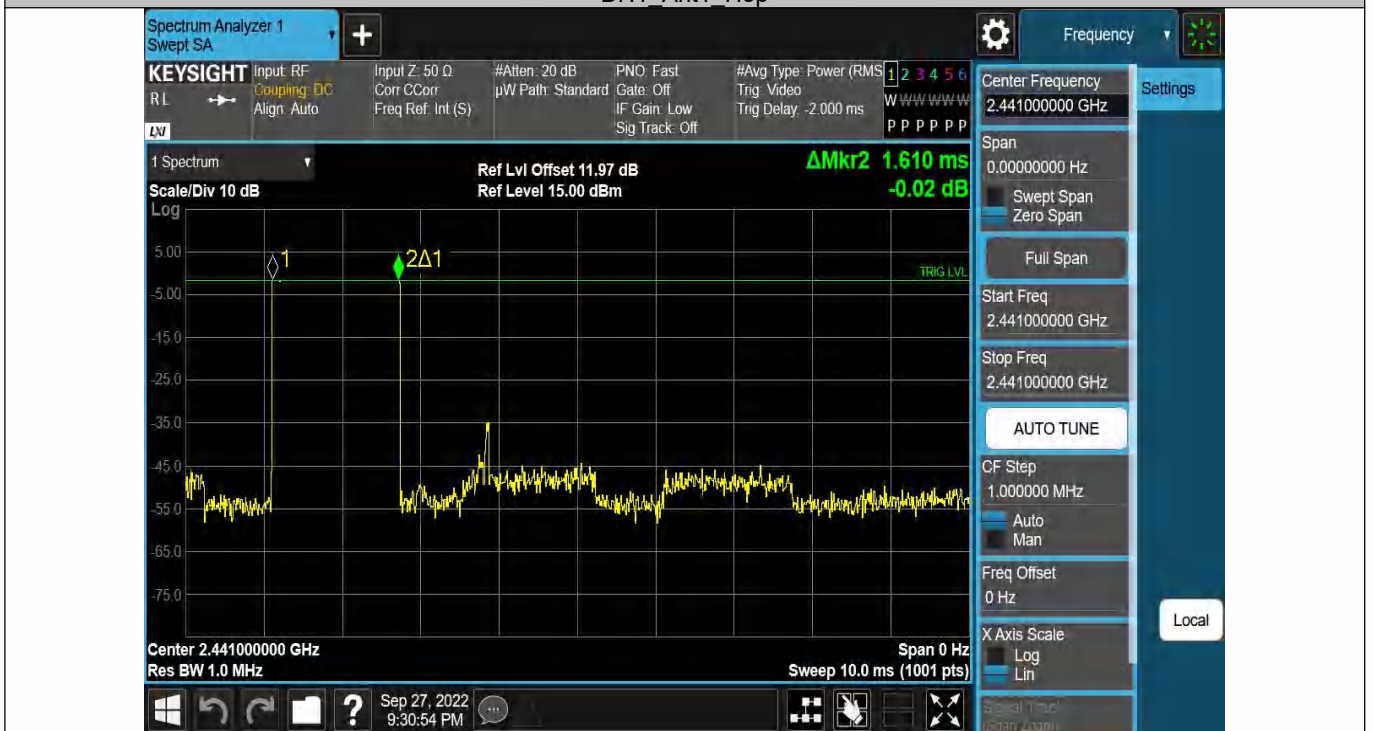 Spectrum Analyzer 1
Swept SA
+
Frequency
KEYSIGHT
RL
LXI
Input: RF
Coupling: DC
Align: Auto
Input Z: 50 Ω
Corr CCorr
Freq Ref: Int (S)
#Atten: 20 dB
µW Path: Standard
PNO: Fast
Gate: Off
IF Gain: Low
Sig Track: Off
#Avg Type: Power (RMS
Trig: Video
Trig Delay: -2.000 ms
1 2 3 4 5 6
W W W W W W
P P P P P P
Center Frequency
2.441000000 GHz
Settings
1 Spectrum
Scale/Div 10 dB
Log
Ref Lvl Offset 11.97 dB
Ref Level 15.00 dBm
ΔMkr2 1.610 ms
-0.02 dB
Span
0.00000000 Hz
Swept Span
Zero Span
Full Span
Start Freq
2.441000000 GHz
Stop Freq
2.441000000 GHz
AUTO TUNE
CF Step
1.000000 MHz
Auto
Man
Freq Offset
0 Hz
X Axis Scale
Log
Lin
Local
5.00
-5.00
-15.0
-25.0
-35.0
-45.0
-55.0
-65.0
-75.0
1
2Δ1
TRIG LVL
Center 2.441000000 GHz
Res BW 1.0 MHz
Span 0 Hz
Sweep 10.0 ms (1001 pts)
?
Sep 27, 2022
9:30:54 PM